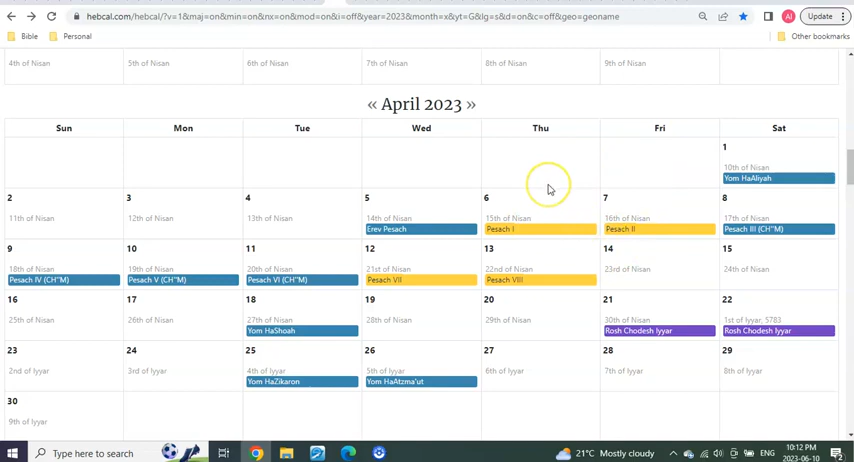 hebcal.com/hebcal/?v=1&maj=on&min=on&nx=on&mod=on&i=off&year=2023&month=x&yt=G&lg=s&d=on&c=off&geo=geoname
AI
Update
Bible
Personal
Other bookmarks
4th of Nisan
5th of Nisan
6th of Nisan
7th of Nisan
8th of Nisan
9th of Nisan
« April 2023 »
Sun Mon Tue Wed Thu Fri Sat
1
10th of Nisan
Yom HaAliyah
2
11th of Nisan
3
12th of Nisan
4
13th of Nisan
5
14th of Nisan
Erev Pesach
6
15th of Nisan
Pesach I
7
16th of Nisan
Pesach II
8
17th of Nisan
Pesach III (CH''M)
9
18th of Nisan
Pesach IV (CH''M)
10
19th of Nisan
Pesach V (CH''M)
11
20th of Nisan
Pesach VI (CH''M)
12
21st of Nisan
Pesach VII
13
22nd of Nisan
Pesach VIII
14
23rd of Nisan
15
24th of Nisan
16
25th of Nisan
17
26th of Nisan
18
27th of Nisan
Yom HaShoah
19
28th of Nisan
20
29th of Nisan
21
30th of Nisan
Rosh Chodesh Iyyar
22
1st of Iyyar, 5783
Rosh Chodesh Iyyar
23
2nd of Iyyar
24
3rd of Iyyar
25
4th of Iyyar
Yom HaZikaron
26
5th of Iyyar
Yom HaAtzma'ut
27
6th of Iyyar
28
7th of Iyyar
29
8th of Iyyar
30
9th of Iyyar
Type here to search
21°C Mostly cloudy
ENG
10:12 PM
2023-06-10
2